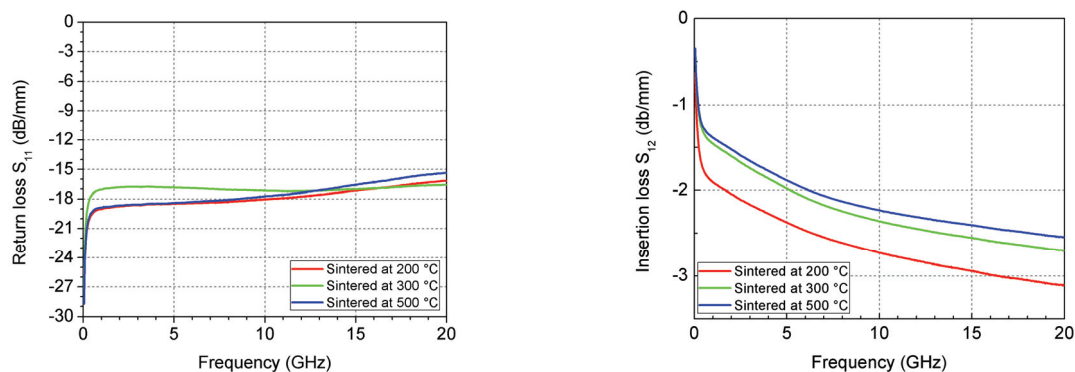 0
-3
-6
-9
-12
-15
-18
-21
-24
-27
-30
Return loss S11 (dB/mm)
Sintered at 200 °C
Sintered at 300 °C
Sintered at 500 °C
0 5 10 15 20
Frequency (GHz)
0
-1
-2
-3
Insertion loss S12 (db/mm)
Sintered at 200 °C
Sintered at 300 °C
Sintered at 500 °C
0 5 10 15 20
Frequency (GHz)